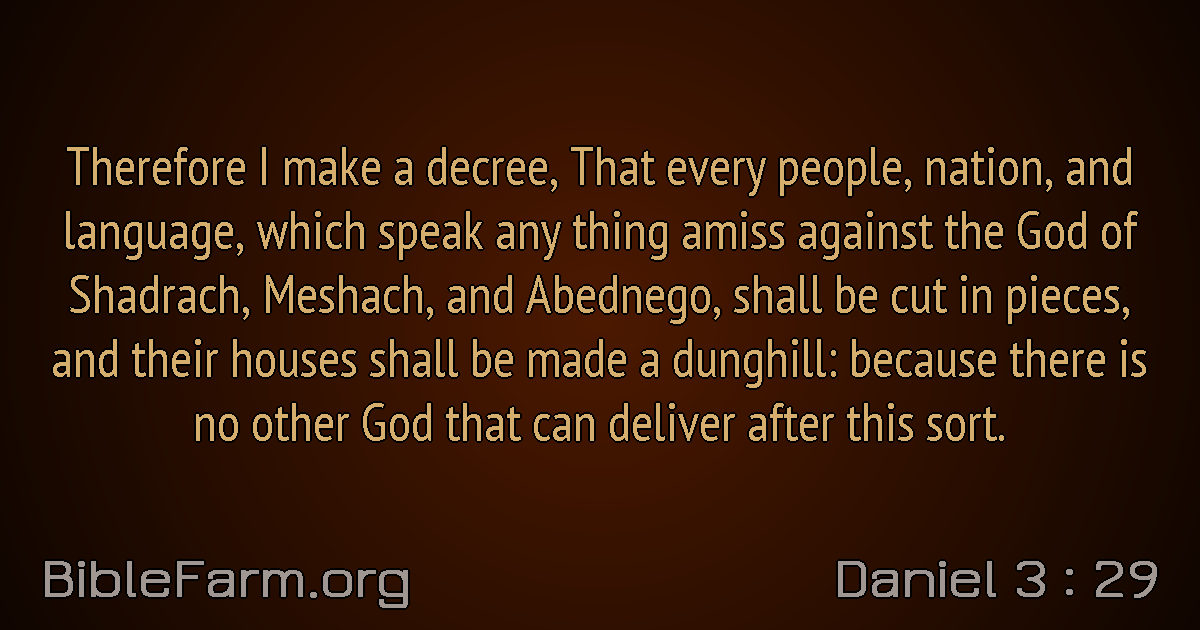 Therefore I make a decree, That every people, nation, and
language, which speak any thing amiss against the God of
Shadrach, Meshach, and Abednego, shall be cut in pieces,
and their houses shall be made a dunghill: because there is
no other God that can deliver after this sort.
BibleFarm.org
Daniel 3 : 29